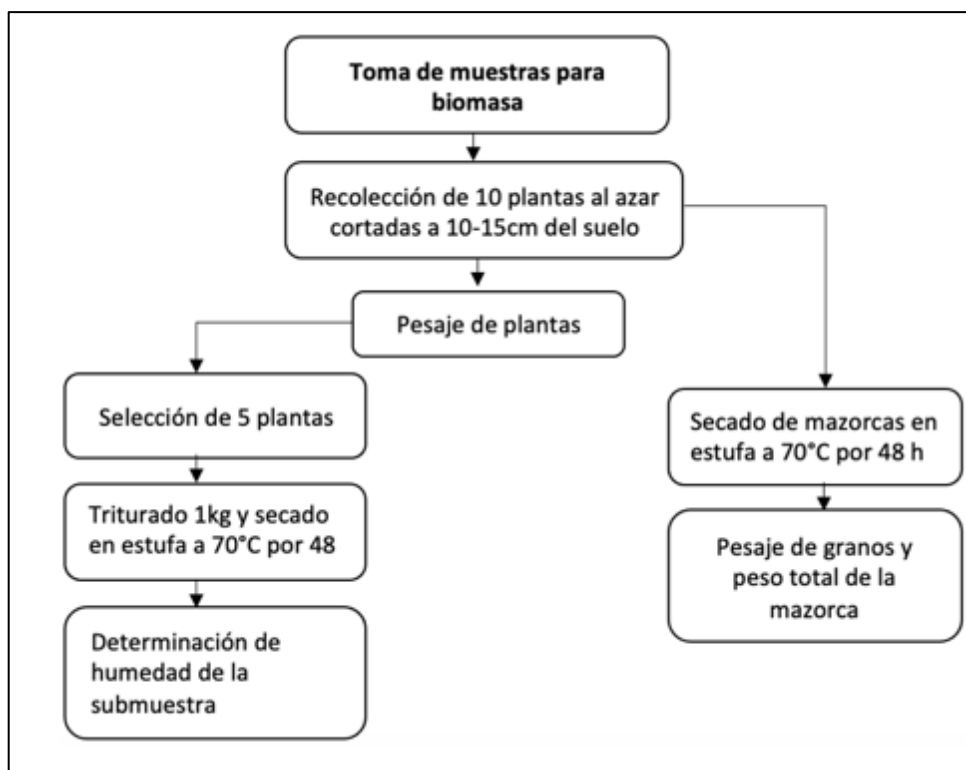 Toma de muestras para
biomasa
Recolección de 10 plantas al azar
cortadas a 10-15cm del suelo
Pesaje de plantas
Selección de 5 plantas
Triturado 1kg y secado
en estufa a 70°C por 48
Determinación de
humedad de la
submuestra
Secado de mazorcas en
estufa a 70°C por 48 h
Pesaje de granos y
peso total de la
mazorca